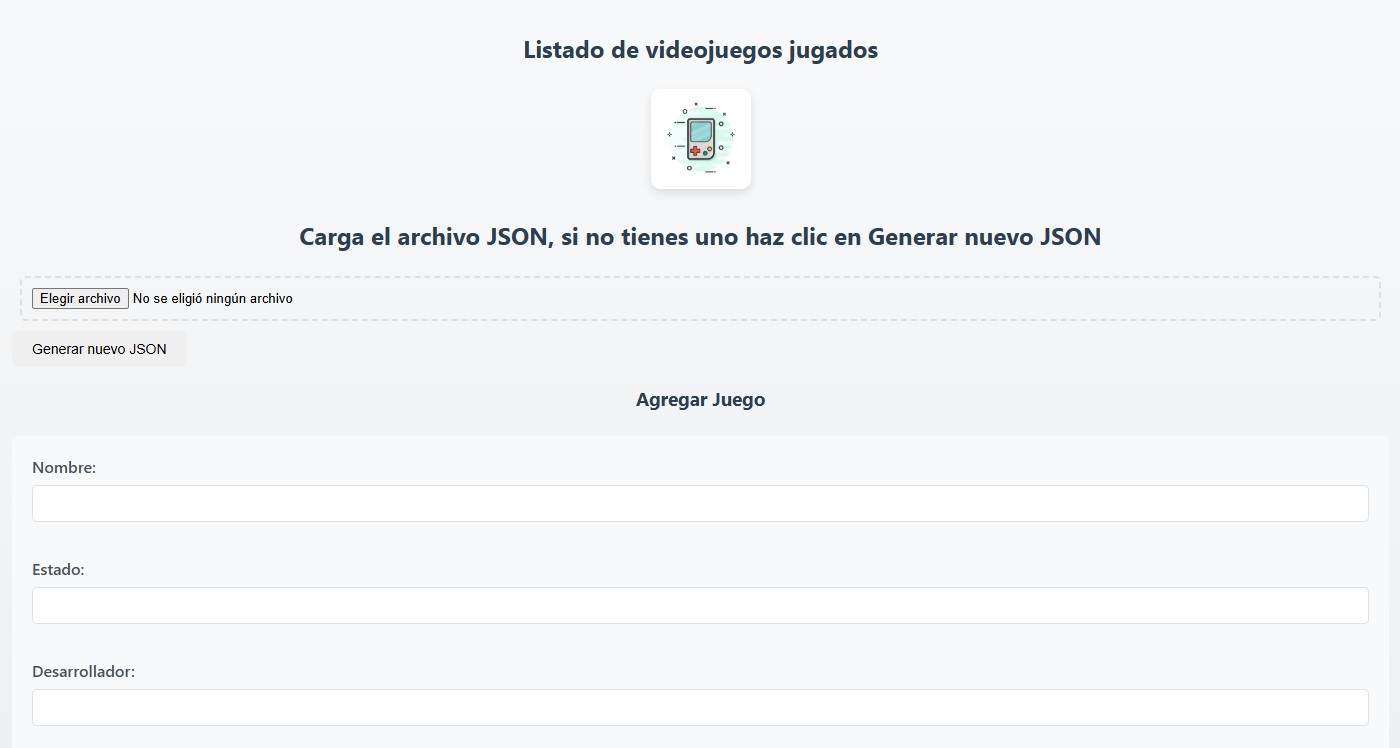 Listado de videojuegos jugados
Carga el archivo JSON, si no tienes uno haz clic en Generar nuevo JSON
Elegir archivo No se eligió ningún archivo
Generar nuevo JSON
Agregar Juego
Nombre:
Estado:
Desarrollador: